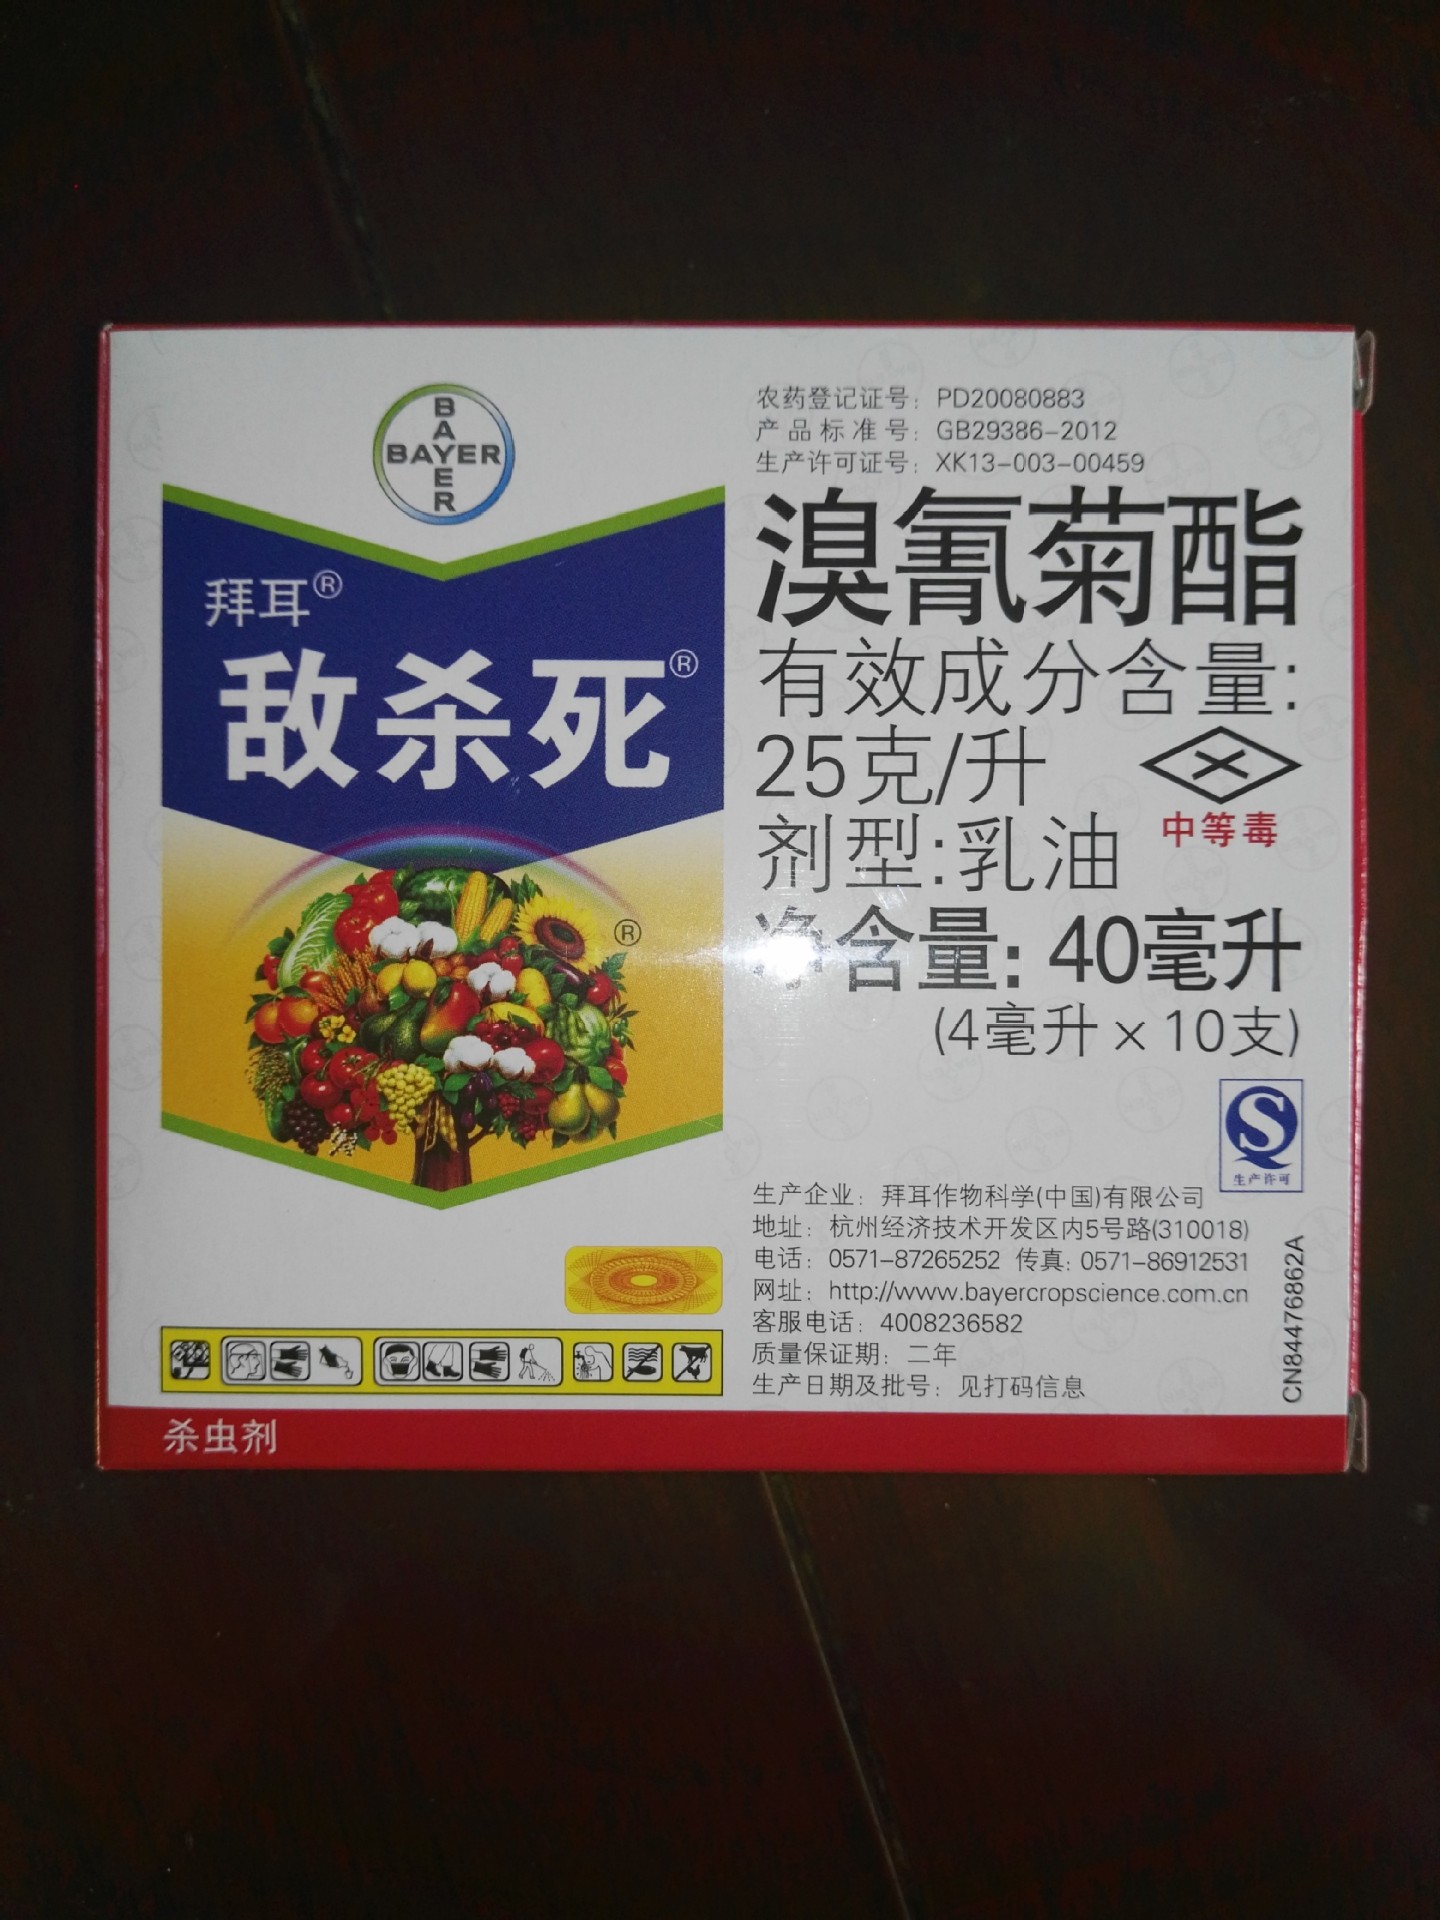 BAYER
BAYER
拜耳®
敌杀死®
®
杀虫剂
农药登记证号: PD20080883
产品标准号: GB29386-2012
生产许可证号: XK13-003-00459
溴氰菊酯
有效成分含量:
25克/升
中等毒
剂型:乳油
净含量: 40毫升
(4毫升×10支)
QS
生产许可
生产企业: 拜耳作物科学(中国)有限公司
地址: 杭州经济技术开发区内5号路(310018)
电话: 0571-87265252 传真: 0571-86912531
网址: http://www.bayercropscience.com.cn
客服电话: 4008236582
质量保证期: 二年
生产日期及批号: 见打码信息
CN84476862A